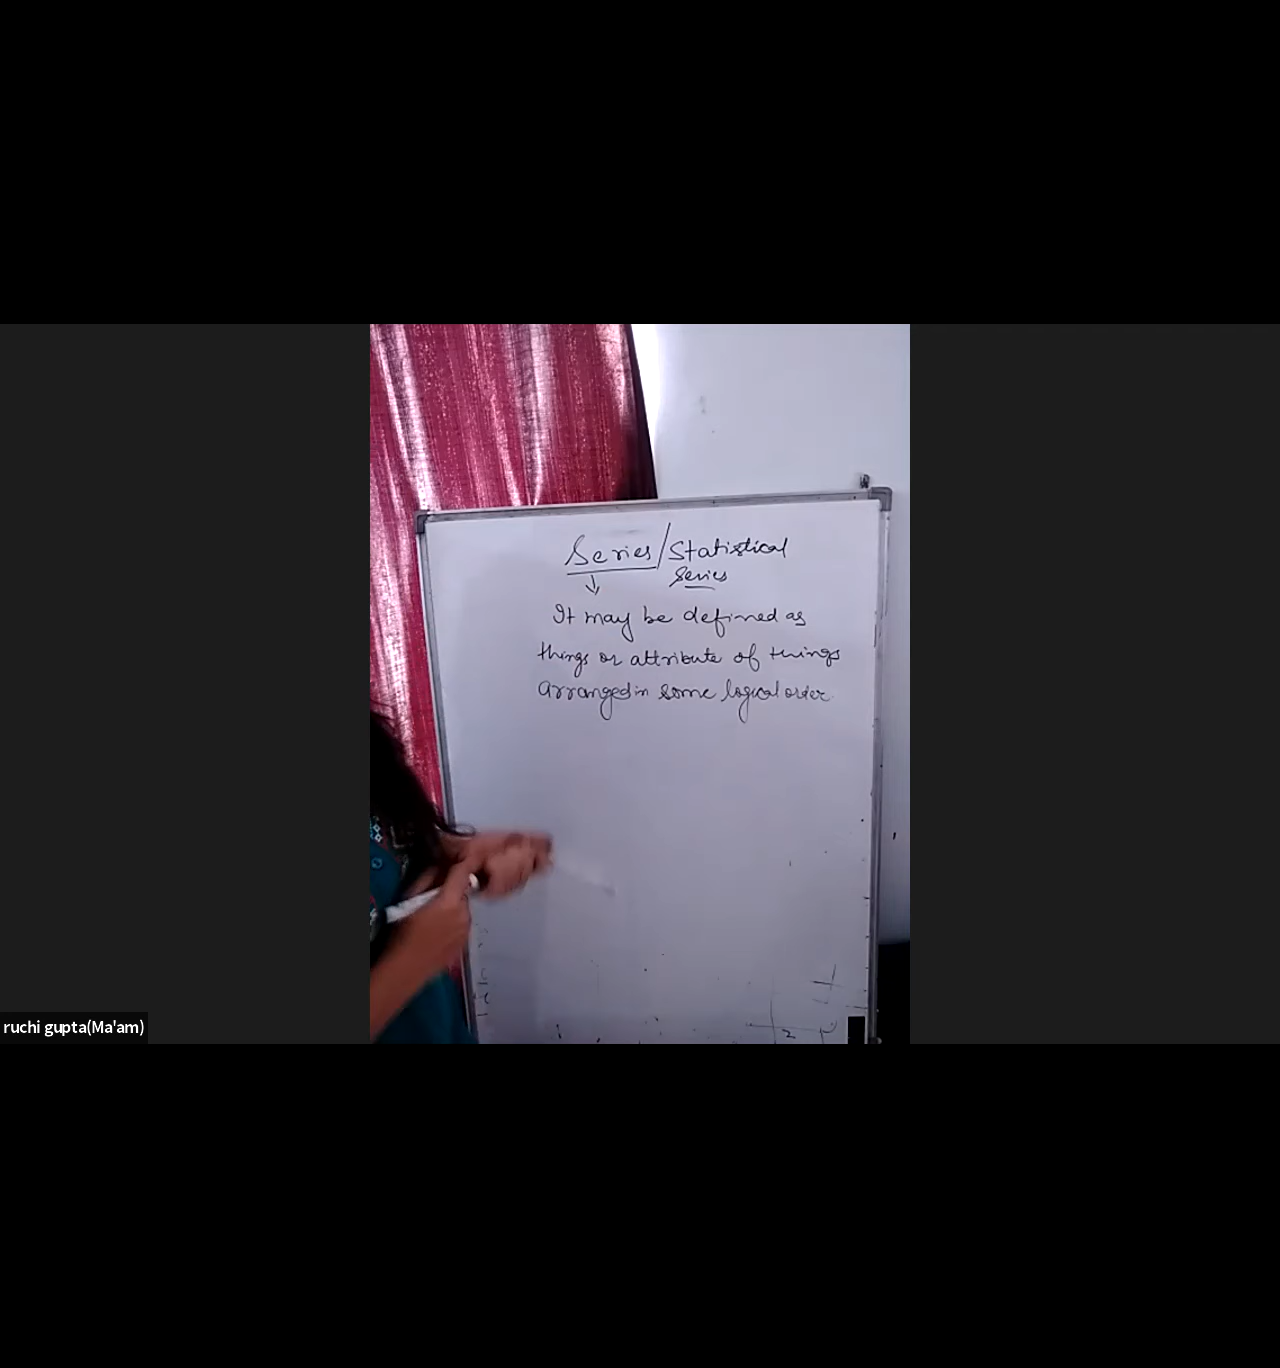 Series/Statistical
Series
It may be defined as
things or attribute of things
arranged in some logical order.
2
ruchi gupta(Ma'am)